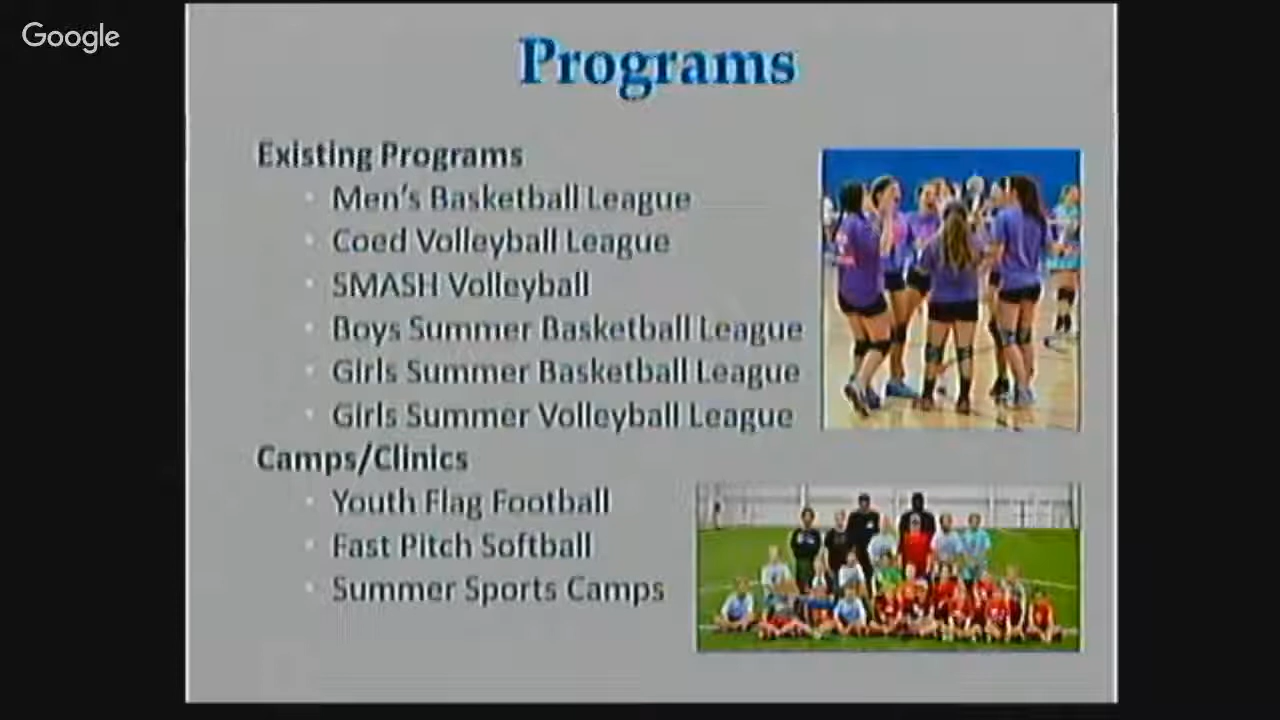 Google
Programs
Existing Programs
Men's Basketball League
Coed Volleyball League
SMASH Volleyball
Boys Summer Basketball League
Girls Summer Basketball League
Girls Summer Volleyball League
Camps/Clinics
Youth Flag Football
Fast Pitch Softball
Summer Sports Camps